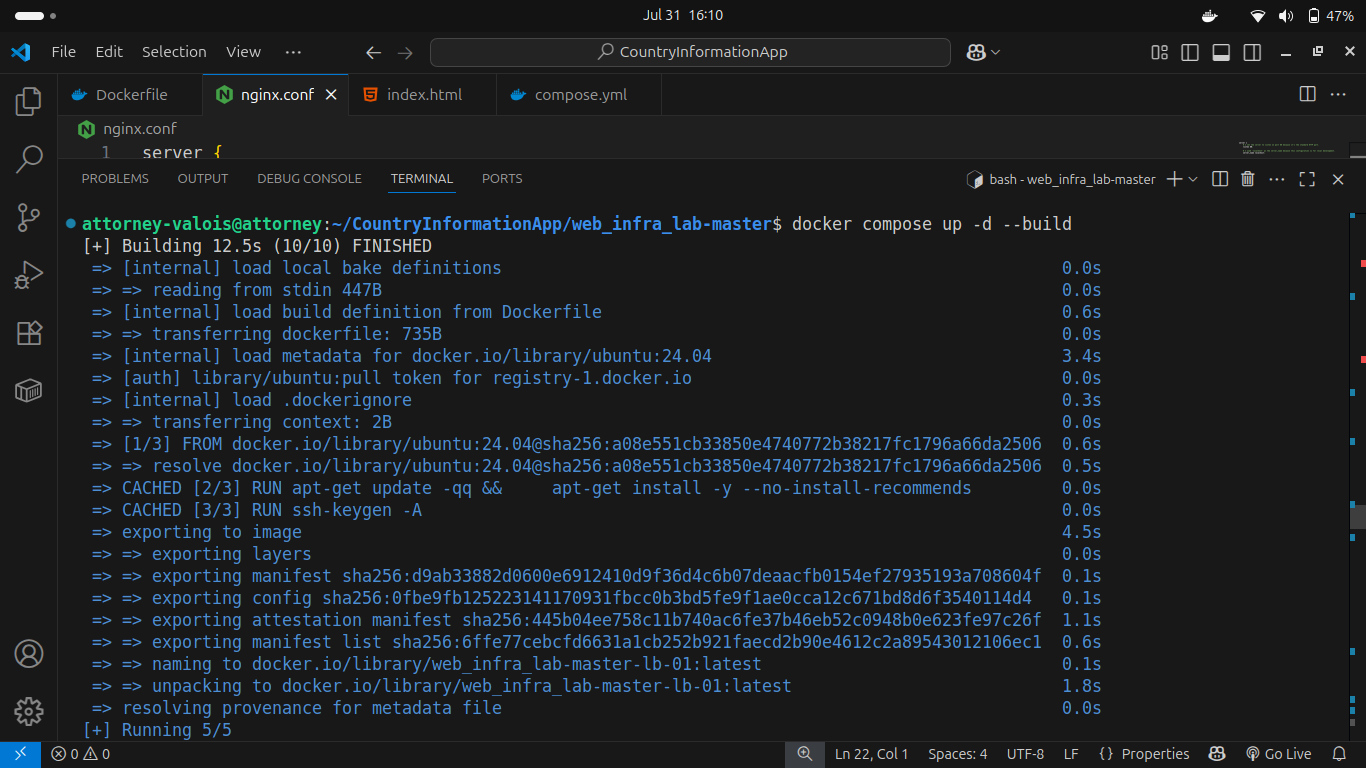 Jul 31 16:10
47%
File Edit Selection View ···
CountryInformationApp
Dockerfile
nginx.conf
index.html
compose.yml
nginx.conf
1 server {
PROBLEMS OUTPUT DEBUG CONSOLE TERMINAL PORTS
bash - web_infra_lab-master
attorney-valois@attorney:~/CountryInformationApp/web_infra_lab-master$ docker compose up -d --build
[+] Building 12.5s (10/10) FINISHED
=> [internal] load local bake definitions 0.0s
=> => reading from stdin 447B 0.0s
=> [internal] load build definition from Dockerfile 0.6s
=> => transferring dockerfile: 735B 0.0s
=> [internal] load metadata for docker.io/library/ubuntu:24.04 3.4s
=> [auth] library/ubuntu:pull token for registry-1.docker.io 0.0s
=> [internal] load .dockerignore 0.3s
=> => transferring context: 2B 0.0s
=> [1/3] FROM docker.io/library/ubuntu:24.04@sha256:a08e551cb33850e4740772b38217fc1796a66da2506 0.6s
=> => resolve docker.io/library/ubuntu:24.04@sha256:a08e551cb33850e4740772b38217fc1796a66da2506 0.5s
=> CACHED [2/3] RUN apt-get update -qq &&     apt-get install -y --no-install-recommends 0.0s
=> CACHED [3/3] RUN ssh-keygen -A 0.0s
=> exporting to image 4.5s
=> => exporting layers 0.0s
=> => exporting manifest sha256:d9ab33882d0600e6912410d9f36d4c6b07deaacfb0154ef27935193a708604f 0.1s
=> => exporting config sha256:0fbe9fb125223141170931fbcc0b3bd5fe9f1ae0cca12c671bd8d6f3540114d4 0.1s
=> => exporting attestation manifest sha256:445b04ee758c11b740ac6fe37b46eb52c0948b0e623fe97c26f 1.1s
=> => exporting manifest list sha256:6ffe77cebcfd6631a1cb252b921faecd2b90e4612c2a89543012106ec1 0.6s
=> => naming to docker.io/library/web_infra_lab-master-lb-01:latest 0.1s
=> => unpacking to docker.io/library/web_infra_lab-master-lb-01:latest 1.8s
=> resolving provenance for metadata file 0.0s
[+] Running 5/5
0 0
Ln 22, Col 1 Spaces: 4 UTF-8 LF {} Properties Go Live